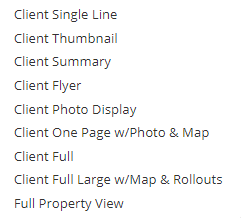 Client Single Line
Client Thumbnail
Client Summary
Client Flyer
Client Photo Display
Client One Page w/Photo & Map
Client Full
Client Full Large w/Map & Rollouts
Full Property View